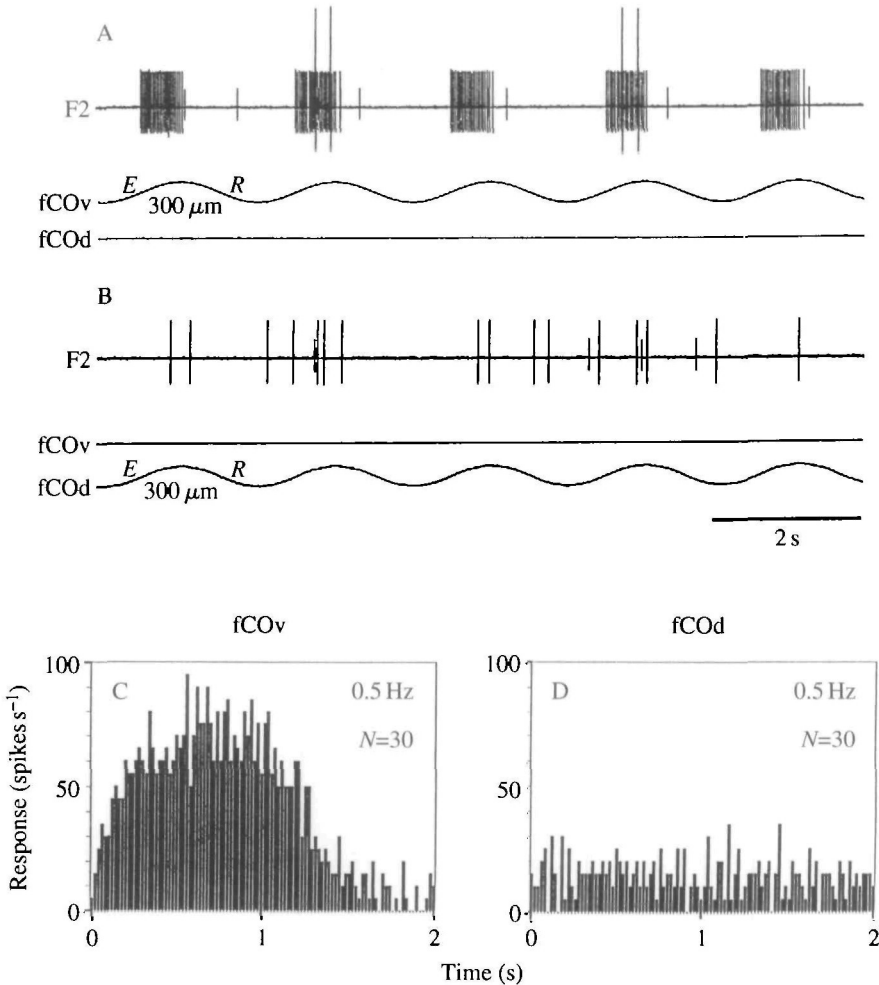 A
F2
E R
fCOv
300 μm
fCOd
B
F2
fCOv
E R
fCOd
300 μm
2 s
fCOv fCOd
100 100
C 0.5 Hz D 0.5 Hz
N=30 N=30
Response (spikes s⁻¹)
50 50
0 0
0 1 2 0 1 2
Time (s)